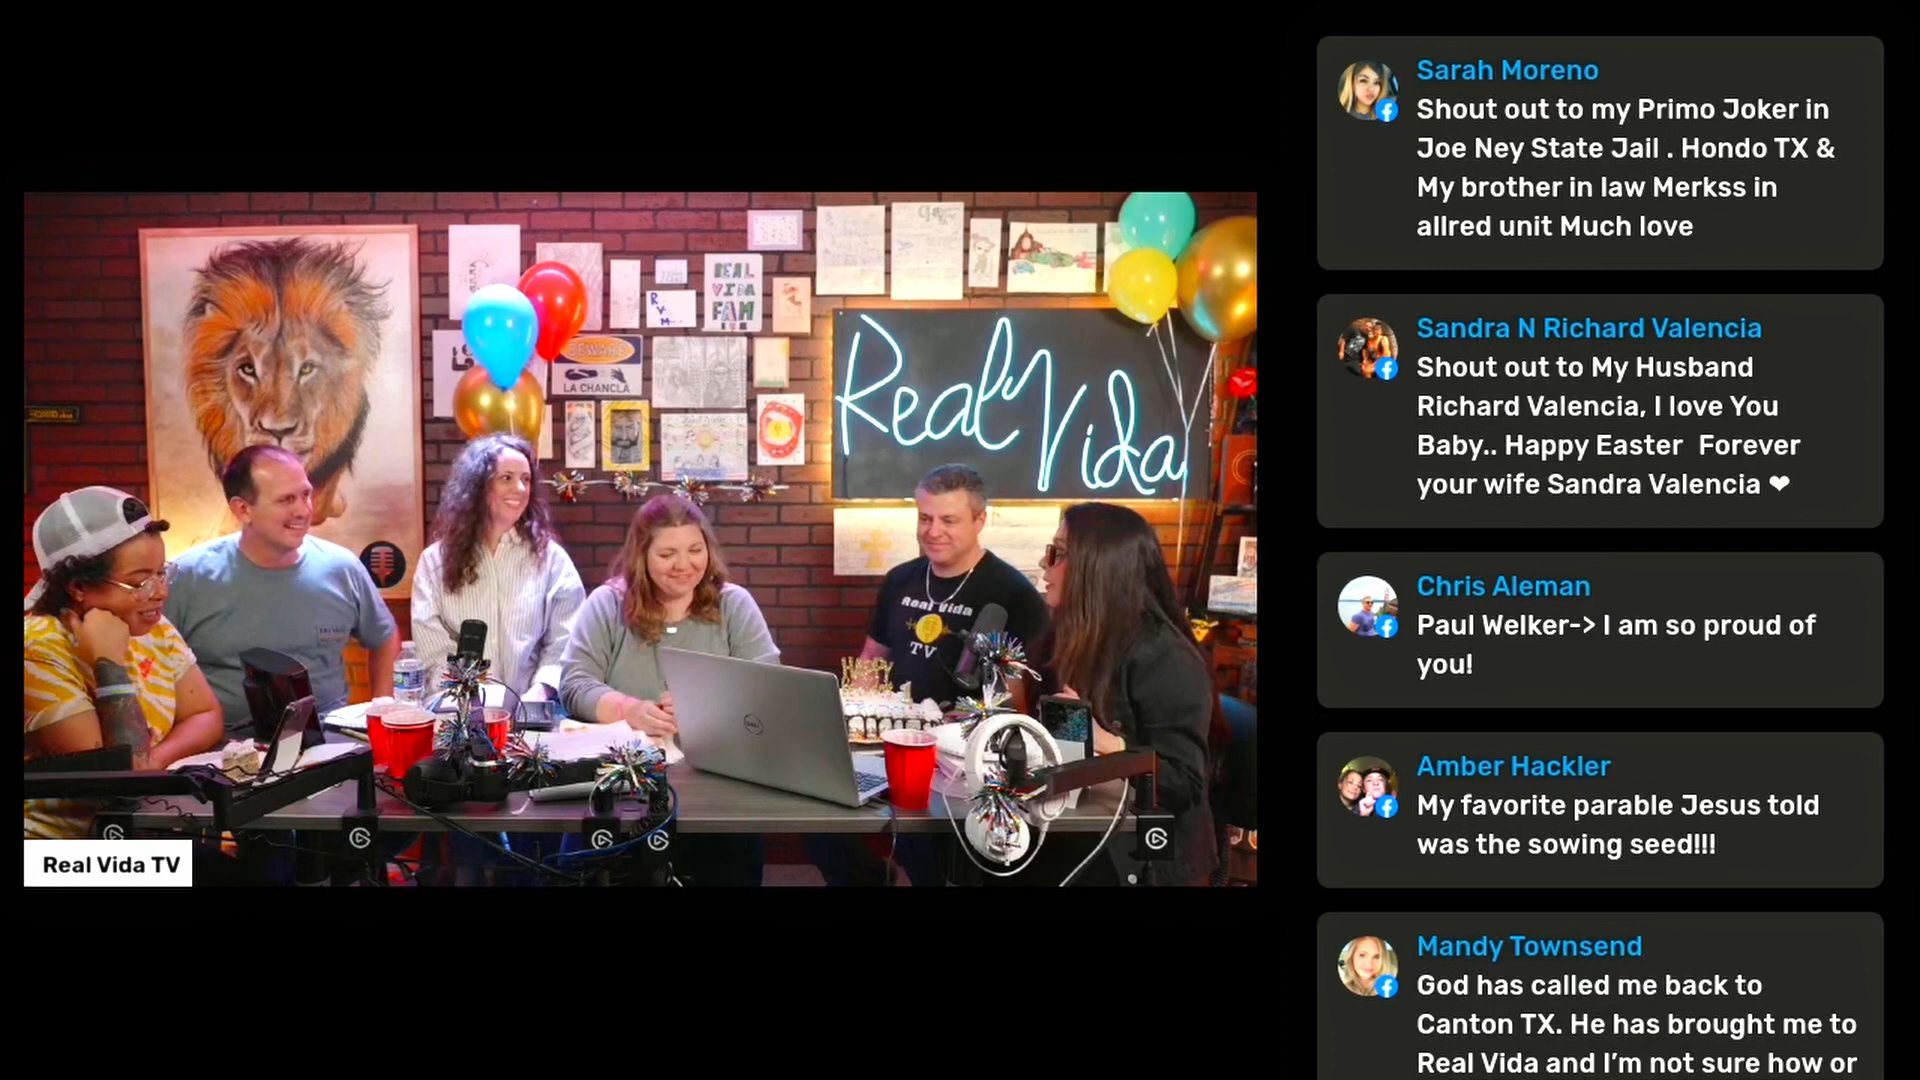 REAL
VIDA
FAM
R
V
M
BEWARE
LA CHANCLA
Real Vida
Real Vida
TV
HAPPY
DELL
Real Vida TV
Sarah Moreno
Shout out to my Primo Joker in
Joe Ney State Jail . Hondo TX &
My brother in law Merkss in
allred unit Much love
Sandra N Richard Valencia
Shout out to My Husband
Richard Valencia, I love You
Baby.. Happy Easter  Forever
your wife Sandra Valencia ❤
Chris Aleman
Paul Welker-> I am so proud of
you!
Amber Hackler
My favorite parable Jesus told
was the sowing seed!!!
Mandy Townsend
God has called me back to
Canton TX. He has brought me to
Real Vida and I’m not sure how or